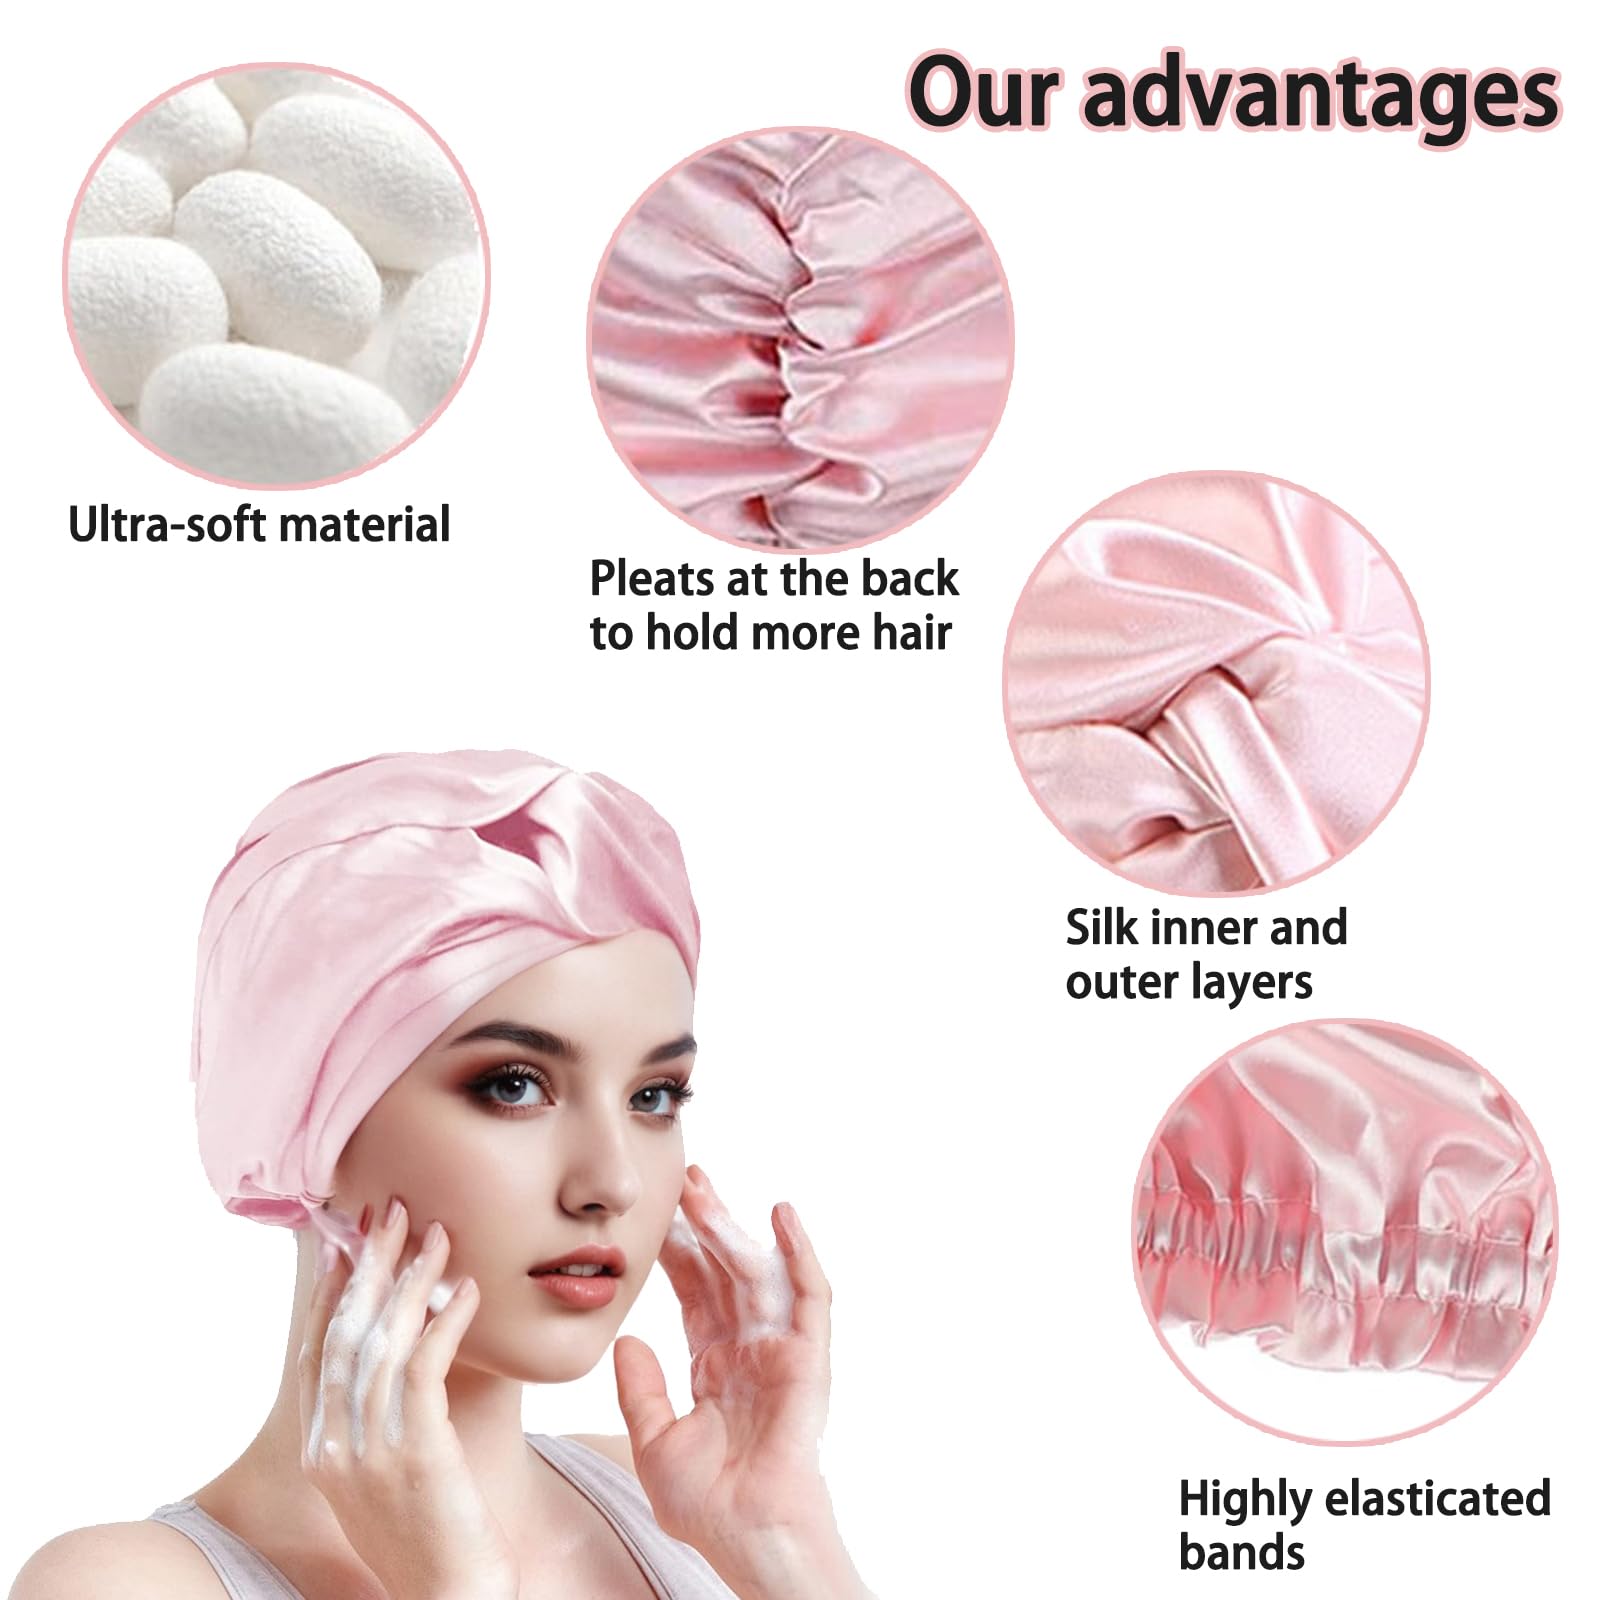 Our advantages
Ultra-soft material
Pleats at the back
to hold more hair
Silk inner and
outer layers
Highly elasticated
bands